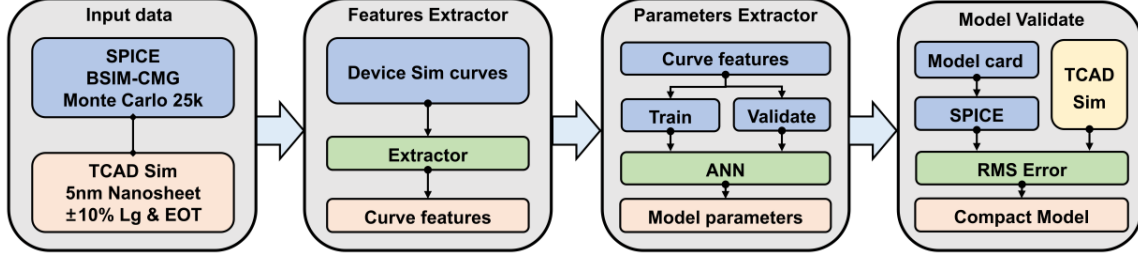 Input data
SPICE
BSIM-CMG
Monte Carlo 25k
TCAD Sim
5nm Nanosheet
±10% Lg & EOT
Features Extractor
Device Sim curves
Extractor
Curve features
Parameters Extractor
Curve features
Train
Validate
ANN
Model parameters
Model Validate
Model card
TCAD
Sim
SPICE
RMS Error
Compact Model